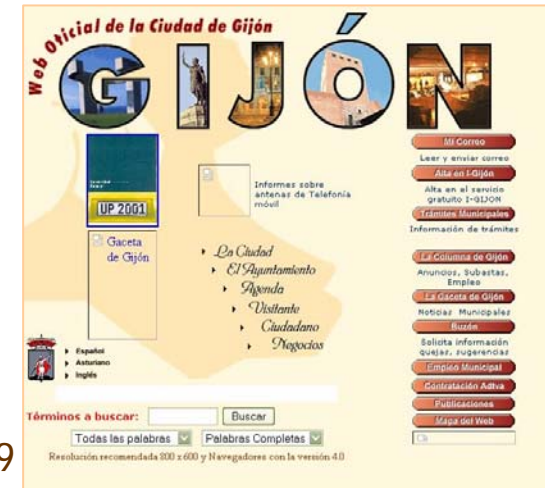 Web Oficial de la Ciudad de Gijón
GIJÓN
UP 2001
Informes sobre
antenas de Telefonía
móvil
Gaceta
de Gijón
La Ciudad
El Ayuntamiento
Agenda
Visitante
Ciudadano
Negocios
Español
Asturiano
Inglés
Mi Correo
Leer y enviar correo
Alta en I-Gijón
Alta en el servicio
gratuito I-GIJON
Trámites Municipales
Información de trámites
La Columna de Gijón
Anuncios, Subastas,
Empleo
La Gaceta de Gijón
Noticias Municipales
Buzón
Solicita información
quejas, sugerencias
Empleo Municipal
Contratación Adtva
Publicaciones
Mapa del Web
Términos a buscar:
Buscar
Todas las palabras
Palabras Completas
Resolución recomendada 800 x 600 y Navegadores con la versión 4.0
9